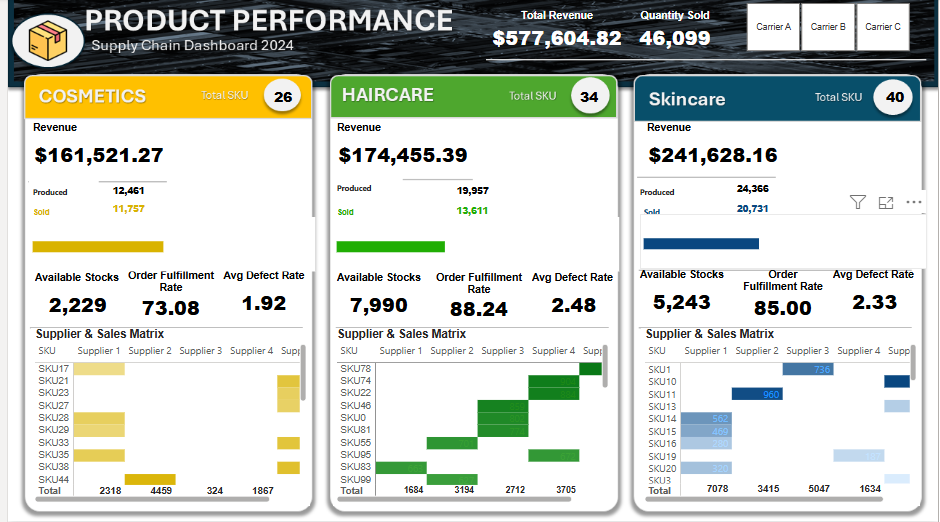 PRODUCT PERFORMANCE
Supply Chain Dashboard 2024
Total Revenue
$577,604.82
Quantity Sold
46,099
Carrier A
Carrier B
Carrier C
COSMETICS
Total SKU
26
Revenue
$161,521.27
Produced 12,461
Sold 11,757
Available Stocks
2,229
Order Fulfillment
Rate
73.08
Avg Defect Rate
1.92
Supplier & Sales Matrix
SKU Supplier 1 Supplier 2 Supplier 3 Supplier 4 Supp
SKU17
SKU21
SKU23
SKU27
SKU28
SKU29
SKU33
SKU35
SKU38
SKU44
Total 2318 4459 324 1867
HAIRCARE
Total SKU
34
Revenue
$174,455.39
Produced 19,957
Sold 13,611
Available Stocks
7,990
Order Fulfillment
Rate
88.24
Avg Defect Rate
2.48
Supplier & Sales Matrix
SKU Supplier 1 Supplier 2 Supplier 3 Supplier 4 Supp
SKU78
SKU74
SKU22
SKU46
SKU0
SKU81
SKU55
SKU95
SKU83
SKU99
Total 1684 3194 2712 3705
Skincare
Total SKU
40
Revenue
$241,628.16
Produced 24,366
Sold 20,731
Available Stocks
5,243
Order
Fulfillment Rate
85.00
Avg Defect Rate
2.33
Supplier & Sales Matrix
SKU Supplier 1 Supplier 2 Supplier 3 Supplier 4 Supp
SKU1 736
SKU10
SKU11 960
SKU13
SKU14 562
SKU15 469
SKU16
SKU19
SKU20 320
SKU3
Total 7078 3415 5047 1634